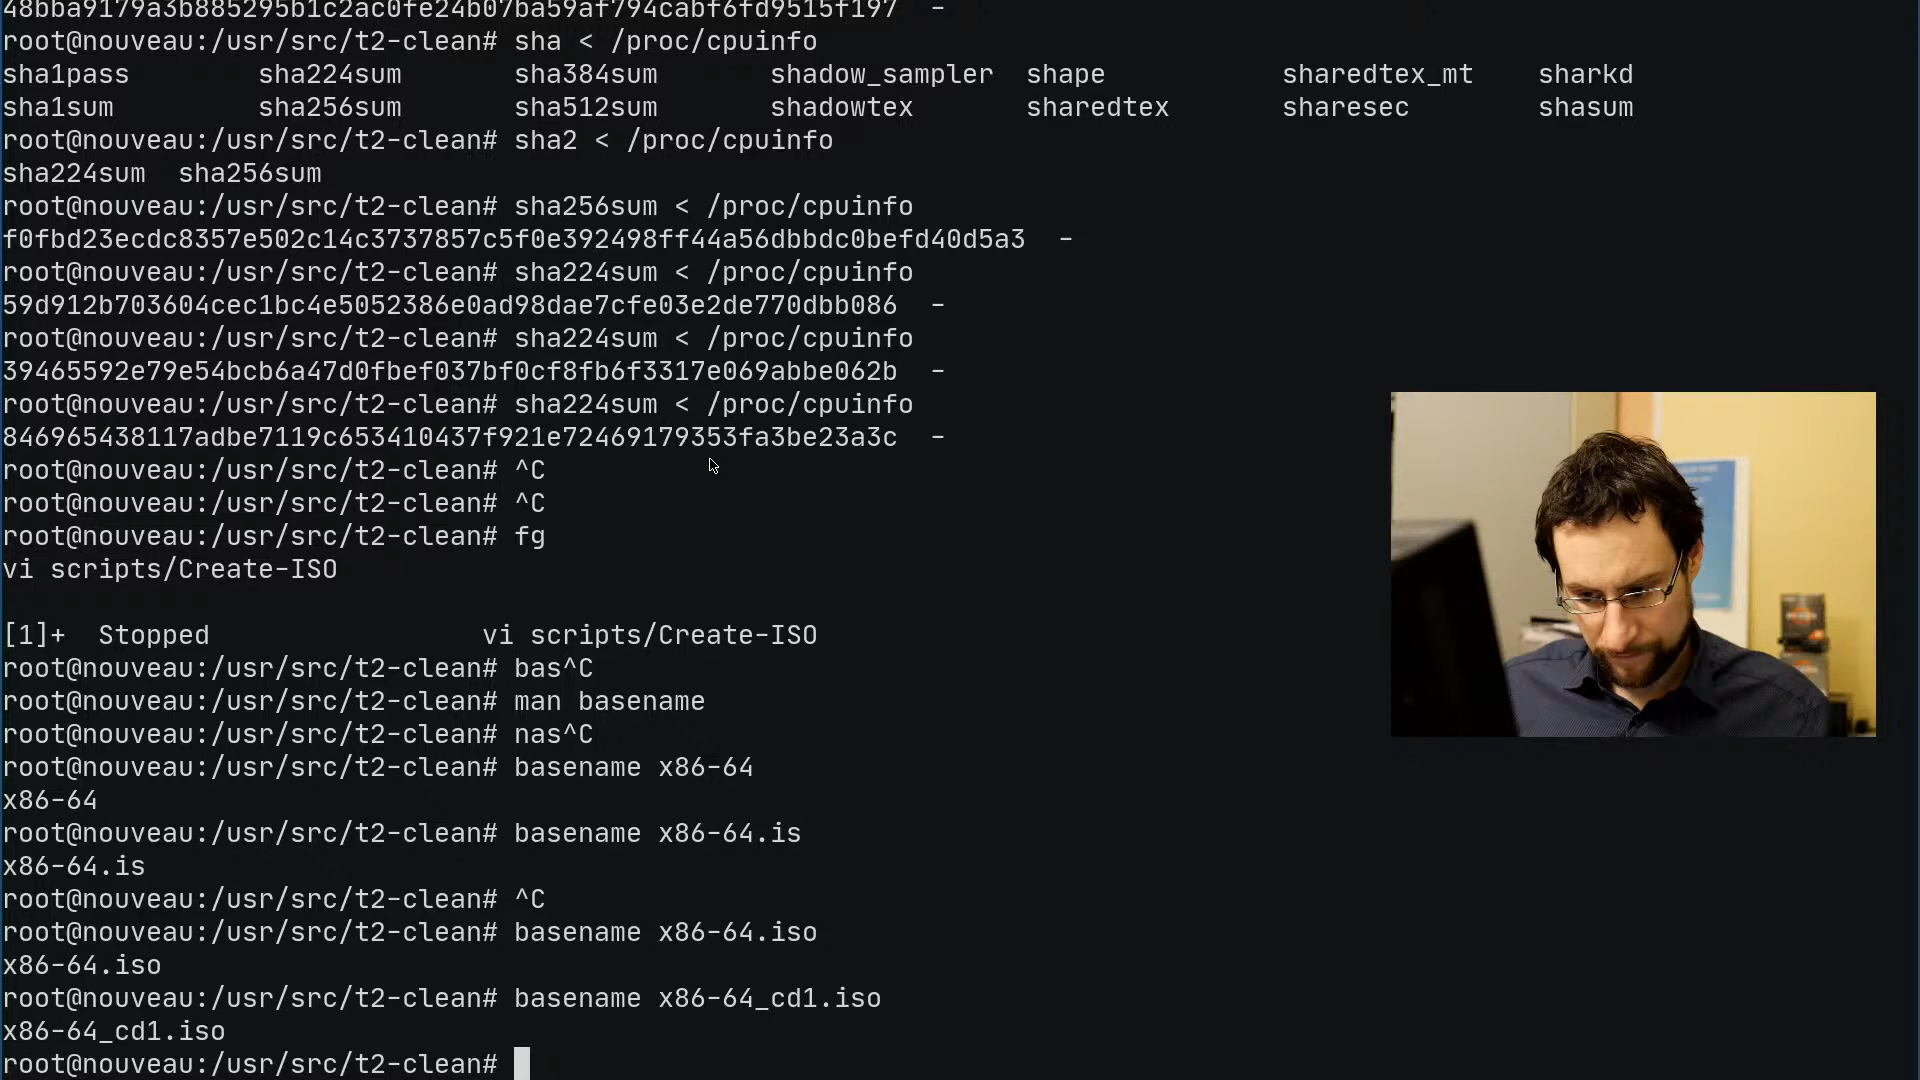 48bba9179a3b885295b1c2ac0fe24b07ba59af794cabf6fd9515f197  -
root@nouveau:/usr/src/t2-clean# sha < /proc/cpuinfo
sha1pass        sha224sum       sha384sum       shadow_sampler  shape           sharedtex_mt    sharkd
sha1sum         sha256sum       sha512sum       shadowtex       sharedtex       sharesec        shasum
root@nouveau:/usr/src/t2-clean# sha2 < /proc/cpuinfo
sha224sum  sha256sum
root@nouveau:/usr/src/t2-clean# sha256sum < /proc/cpuinfo
f0fbd23ecdc8357e502c14c3737857c5f0e392498ff44a56dbbdc0befd40d5a3  -
root@nouveau:/usr/src/t2-clean# sha224sum < /proc/cpuinfo
59d912b703604cec1bc4e5052386e0ad98dae7cfe03e2de770dbb086  -
root@nouveau:/usr/src/t2-clean# sha224sum < /proc/cpuinfo
39465592e79e54bcb6a47d0fbef037bf0cf8fb6f3317e069abbe062b  -
root@nouveau:/usr/src/t2-clean# sha224sum < /proc/cpuinfo
846965438117adbe7119c653410437f921e72469179353fa3be23a3c  -
root@nouveau:/usr/src/t2-clean# ^C
root@nouveau:/usr/src/t2-clean# ^C
root@nouveau:/usr/src/t2-clean# fg
vi scripts/Create-ISO
[1]+  Stopped                 vi scripts/Create-ISO
root@nouveau:/usr/src/t2-clean# bas^C
root@nouveau:/usr/src/t2-clean# man basename
root@nouveau:/usr/src/t2-clean# nas^C
root@nouveau:/usr/src/t2-clean# basename x86-64
x86-64
root@nouveau:/usr/src/t2-clean# basename x86-64.is
x86-64.is
root@nouveau:/usr/src/t2-clean# ^C
root@nouveau:/usr/src/t2-clean# basename x86-64.iso
x86-64.iso
root@nouveau:/usr/src/t2-clean# basename x86-64_cd1.iso
x86-64_cd1.iso
root@nouveau:/usr/src/t2-clean#